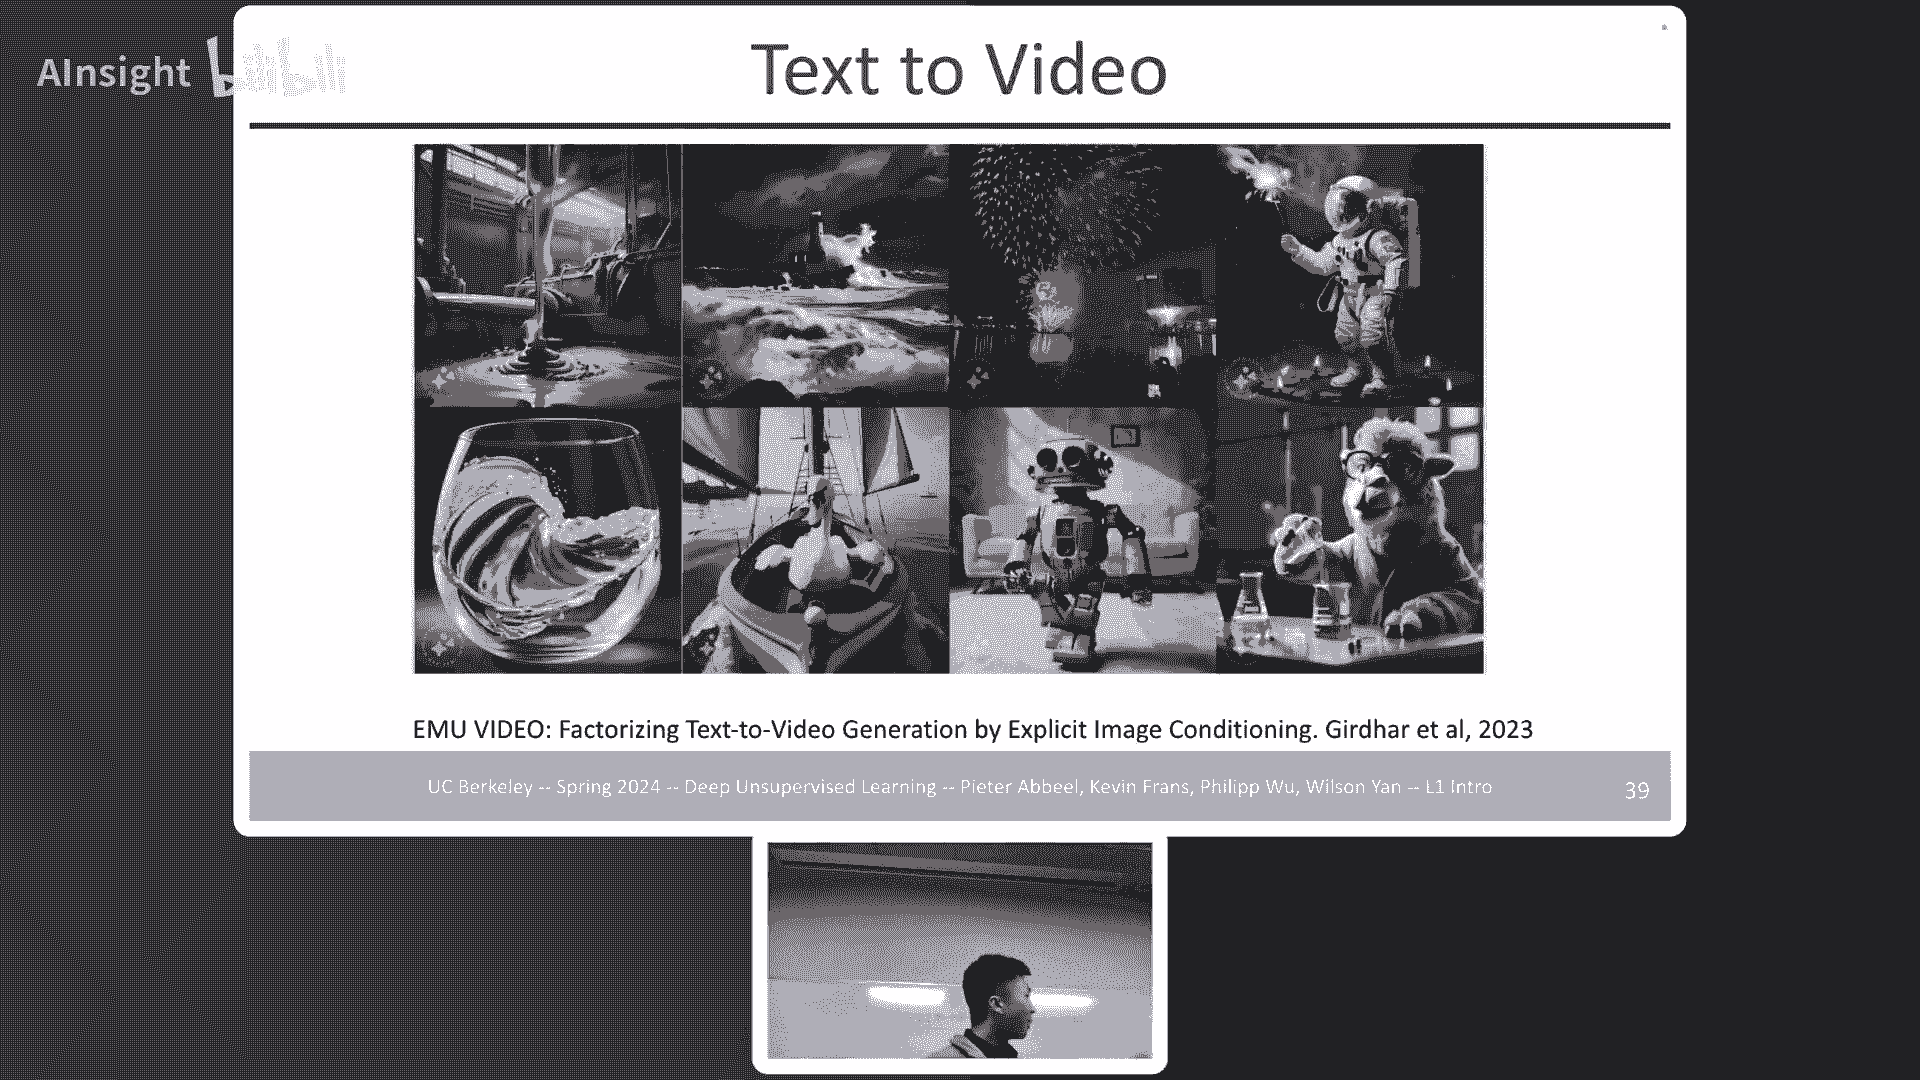 AInsight bilibili
Text to Video
EMU VIDEO: Factorizing Text-to-Video Generation by Explicit Image Conditioning. Girdhar et al, 2023
UC Berkeley -- Spring 2024 -- Deep Unsupervised Learning -- Pieter Abbeel, Kevin Frans, Philipp Wu, Wilson Yan -- L1 Intro
39